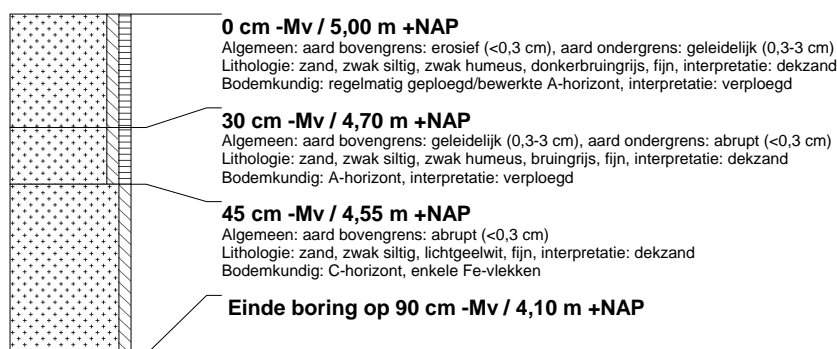 0 cm -Mv / 5,00 m +NAP
Algemeen: aard bovengrens: erosief (<0,3 cm), aard ondergrens: geleidelijk (0,3-3 cm)
Lithologie: zand, zwak siltig, zwak humeus, donkerbruingrijs, fijn, interpretatie: dekzand
Bodemkundig: regelmatig geploegd/bewerkte A-horizont, interpretatie: verploegd
30 cm -Mv / 4,70 m +NAP
Algemeen: aard bovengrens: geleidelijk (0,3-3 cm), aard ondergrens: abrupt (<0,3 cm)
Lithologie: zand, zwak siltig, zwak humeus, bruingrijs, fijn, interpretatie: dekzand
Bodemkundig: A-horizont, interpretatie: verploegd
45 cm -Mv / 4,55 m +NAP
Algemeen: aard bovengrens: abrupt (<0,3 cm)
Lithologie: zand, zwak siltig, lichtgeelwit, fijn, interpretatie: dekzand
Bodemkundig: C-horizont, enkele Fe-vlekken
Einde boring op 90 cm -Mv / 4,10 m +NAP